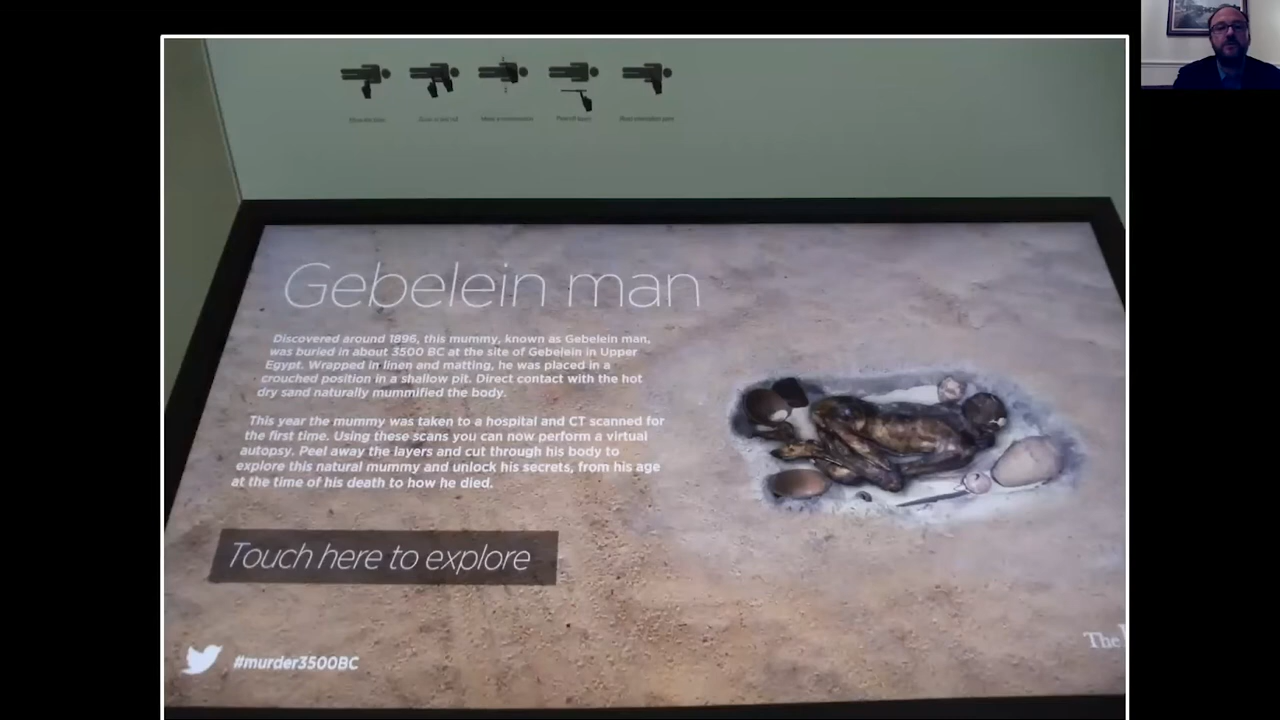 Gebelein man
Discovered around 1896, this mummy, known as Gebelein man,
was buried in about 3500 BC at the site of Gebelein in Upper
Egypt. Wrapped in linen and matting, he was placed in a
crouched position in a shallow pit. Direct contact with the hot
dry sand naturally mummified the body.
This year the mummy was taken to a hospital and CT scanned for
the first time. Using these scans you can now perform a virtual
autopsy. Peel away the layers and cut through his body to
explore this natural mummy and unlock his secrets, from his age
at the time of his death to how he died.
Touch here to explore
#murder3500BC
The